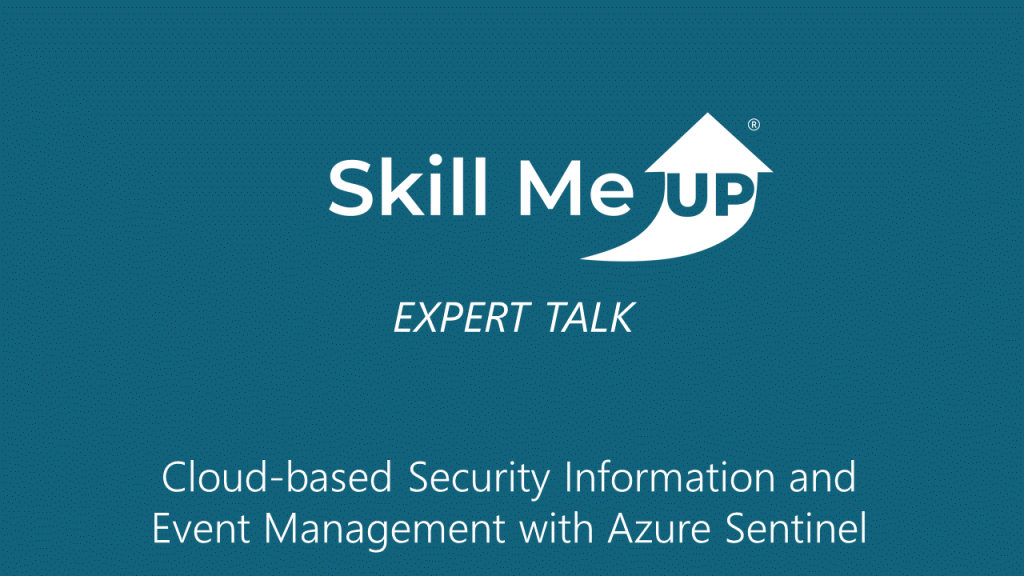 Skill Me UP®
EXPERT TALK
Cloud-based Security Information and
Event Management with Azure Sentinel